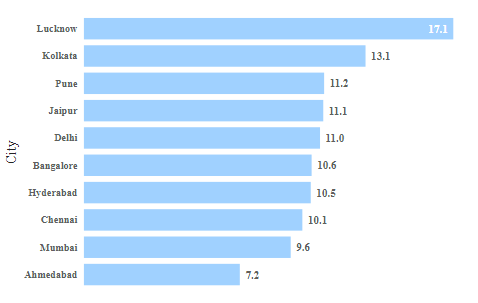 Lucknow 17.1
Kolkata 13.1
Pune 11.2
Jaipur 11.1
Delhi 11.0
City
Bangalore 10.6
Hyderabad 10.5
Chennai 10.1
Mumbai 9.6
Ahmedabad 7.2